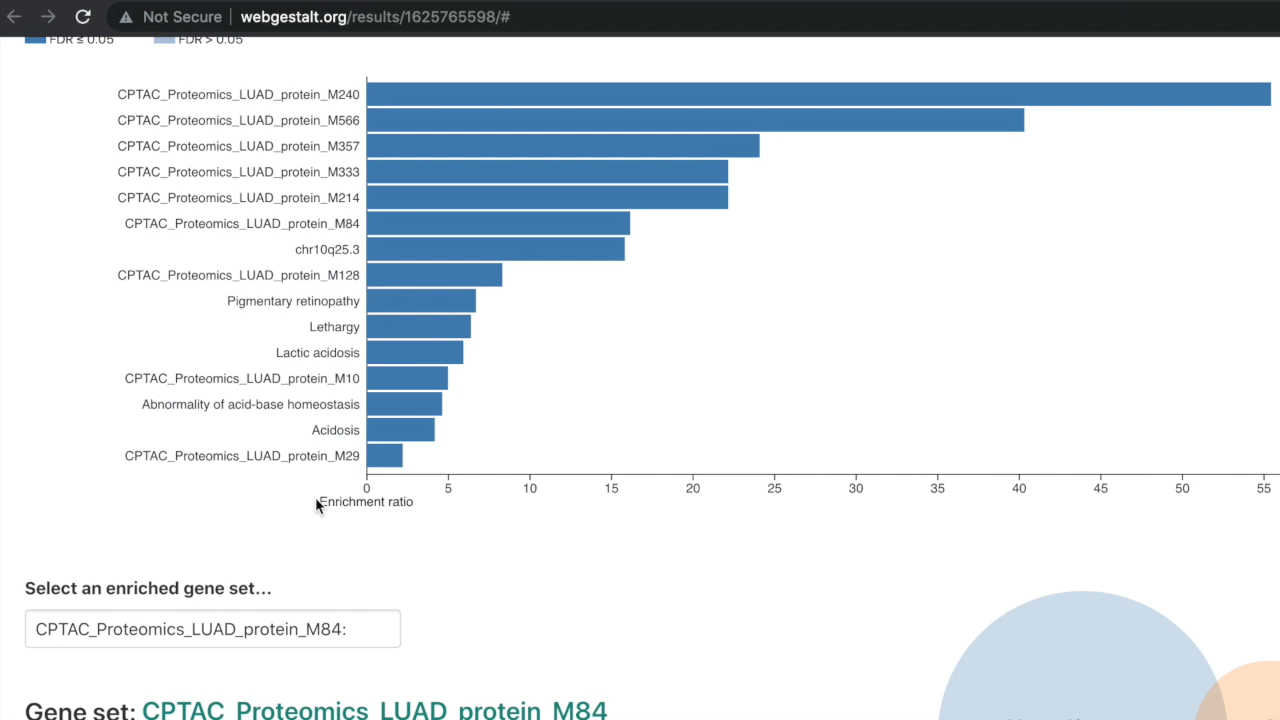 Not Secure | webgestalt.org/results/1625765598/#
FDR ≤ 0.05 FDR > 0.05
CPTAC_Proteomics_LUAD_protein_M240
CPTAC_Proteomics_LUAD_protein_M566
CPTAC_Proteomics_LUAD_protein_M357
CPTAC_Proteomics_LUAD_protein_M333
CPTAC_Proteomics_LUAD_protein_M214
CPTAC_Proteomics_LUAD_protein_M84
chr10q25.3
CPTAC_Proteomics_LUAD_protein_M128
Pigmentary retinopathy
Lethargy
Lactic acidosis
CPTAC_Proteomics_LUAD_protein_M10
Abnormality of acid-base homeostasis
Acidosis
CPTAC_Proteomics_LUAD_protein_M29
0 5 10 15 20 25 30 35 40 45 50 55
Enrichment ratio
Select an enriched gene set...
CPTAC_Proteomics_LUAD_protein_M84:
Gene set: CPTAC_Proteomics_LUAD_protein_M84